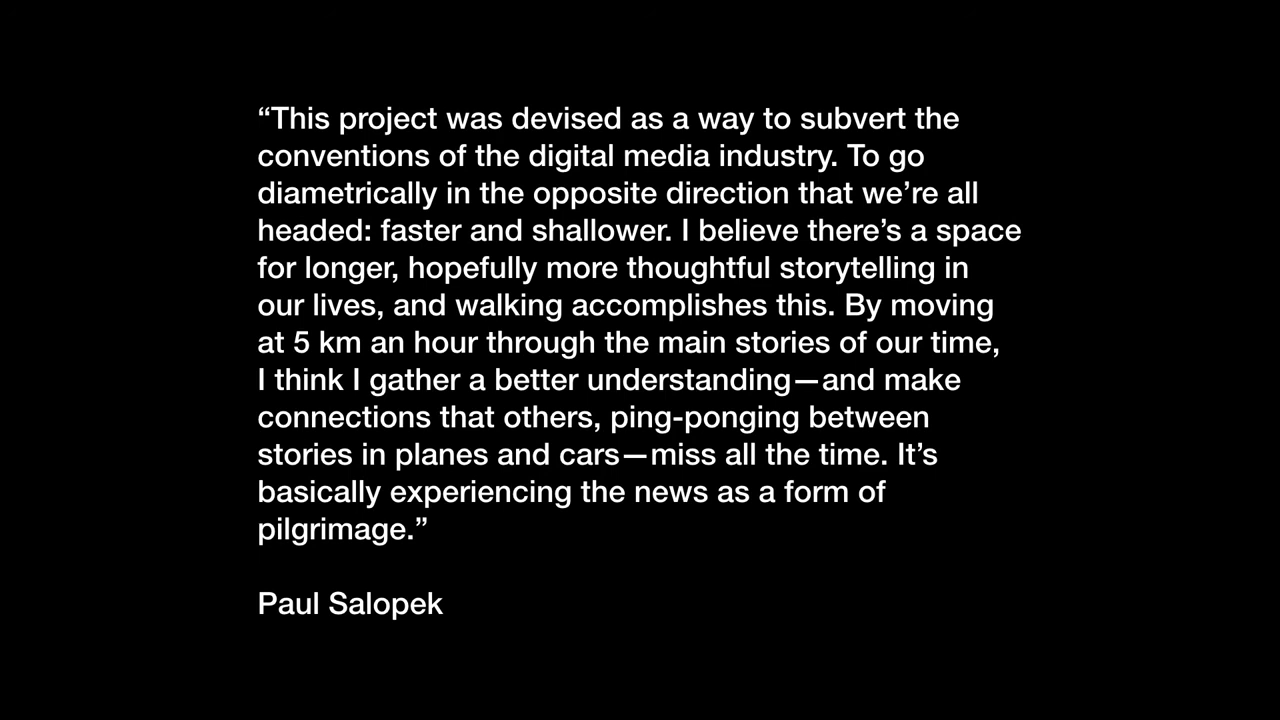 “This project was devised as a way to subvert the
conventions of the digital media industry. To go
diametrically in the opposite direction that we’re all
headed: faster and shallower. I believe there’s a space
for longer, hopefully more thoughtful storytelling in
our lives, and walking accomplishes this. By moving
at 5 km an hour through the main stories of our time,
I think I gather a better understanding—and make
connections that others, ping-ponging between
stories in planes and cars—miss all the time. It’s
basically experiencing the news as a form of
pilgrimage.”
Paul Salopek